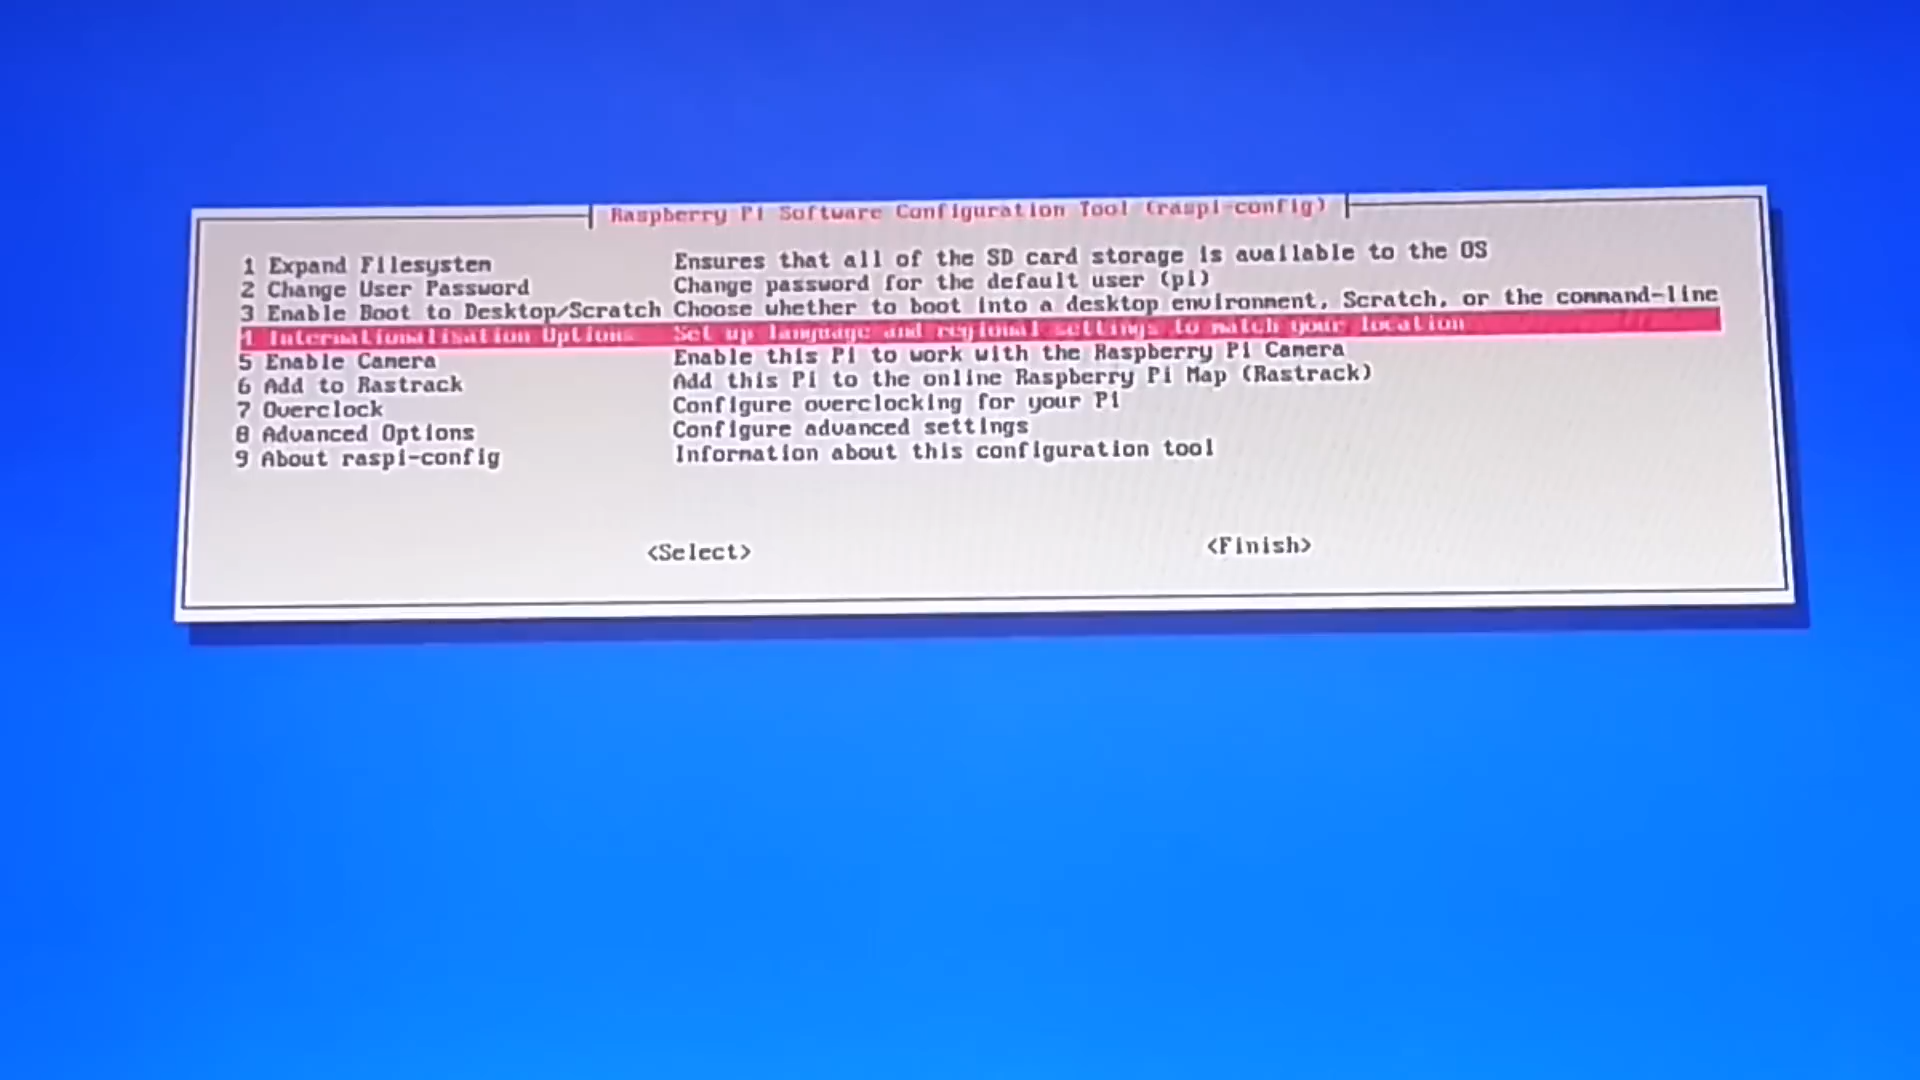 Raspberry Pi Software Configuration Tool (raspi-config)
1 Expand Filesystem Ensures that all of the SD card storage is available to the OS
2 Change User Password Change password for the default user (pi)
3 Enable Boot to Desktop/Scratch Choose whether to boot into a desktop environment, Scratch, or the command-line
4 Internationalisation Options Set up language and regional settings to match your location
5 Enable Camera Enable this Pi to work with the Raspberry Pi Camera
6 Add to Rastrack Add this Pi to the online Raspberry Pi Map (Rastrack)
7 Overclock Configure overclocking for your Pi
8 Advanced Options Configure advanced settings
9 About raspi-config Information about this configuration tool
<Select> <Finish>